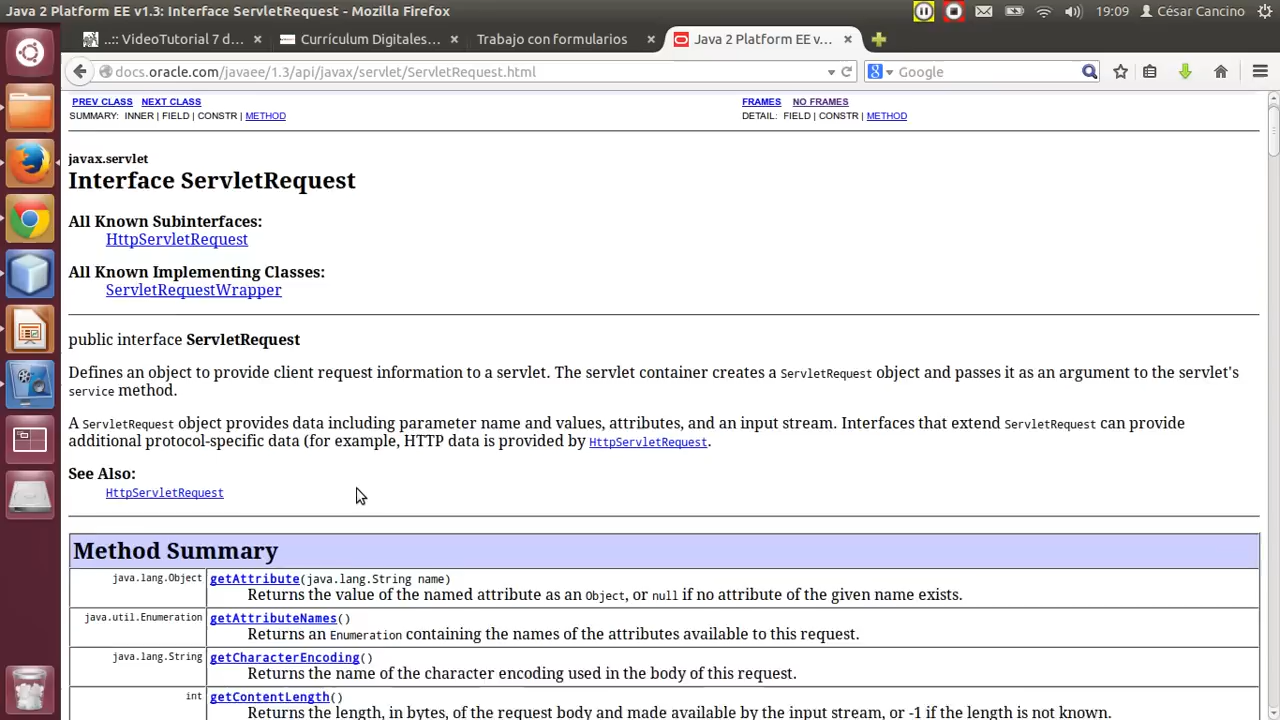 Java 2 Platform EE v1.3: Interface ServletRequest - Mozilla Firefox
19:09
César Cancino
..:: VideoTutorial 7 d...
Currículum Digitales...
Trabajo con formularios
Java 2 Platform EE v...
docs.oracle.com/javaee/1.3/api/javax/servlet/ServletRequest.html
Google
PREV CLASS NEXT CLASS
FRAMES NO FRAMES
SUMMARY: INNER | FIELD | CONSTR | METHOD
DETAIL: FIELD | CONSTR | METHOD
javax.servlet
Interface ServletRequest
All Known Subinterfaces:
HttpServletRequest
All Known Implementing Classes:
ServletRequestWrapper
public interface ServletRequest
Defines an object to provide client request information to a servlet. The servlet container creates a ServletRequest object and passes it as an argument to the servlet's
service method.
A ServletRequest object provides data including parameter name and values, attributes, and an input stream. Interfaces that extend ServletRequest can provide
additional protocol-specific data (for example, HTTP data is provided by HttpServletRequest.
See Also:
HttpServletRequest
Method Summary
java.lang.Object getAttribute(java.lang.String name)
Returns the value of the named attribute as an Object, or null if no attribute of the given name exists.
java.util.Enumeration getAttributeNames()
Returns an Enumeration containing the names of the attributes available to this request.
java.lang.String getCharacterEncoding()
Returns the name of the character encoding used in the body of this request.
int getContentLength()
Returns the length, in bytes, of the request body and made available by the input stream, or -1 if the length is not known.